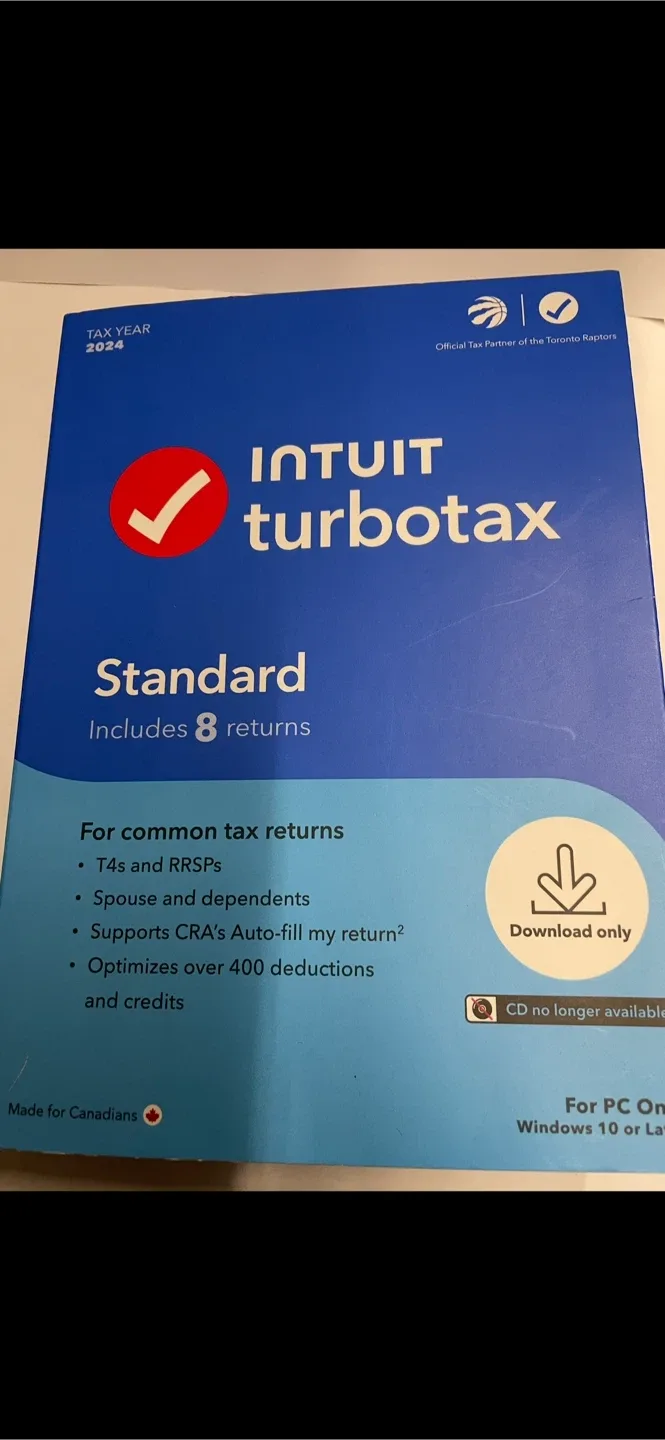 TAX YEAR
2024
Official Tax Partner of the Toronto Raptors
INTUIT
turbotax
Standard
Includes 8 returns
For common tax returns
• T4s and RRSPs
• Spouse and dependents
• Supports CRA's Auto-fill my return²
• Optimizes over 400 deductions
and credits
Download only
CD no longer available
Made for Canadians
For PC On
Windows 10 or La